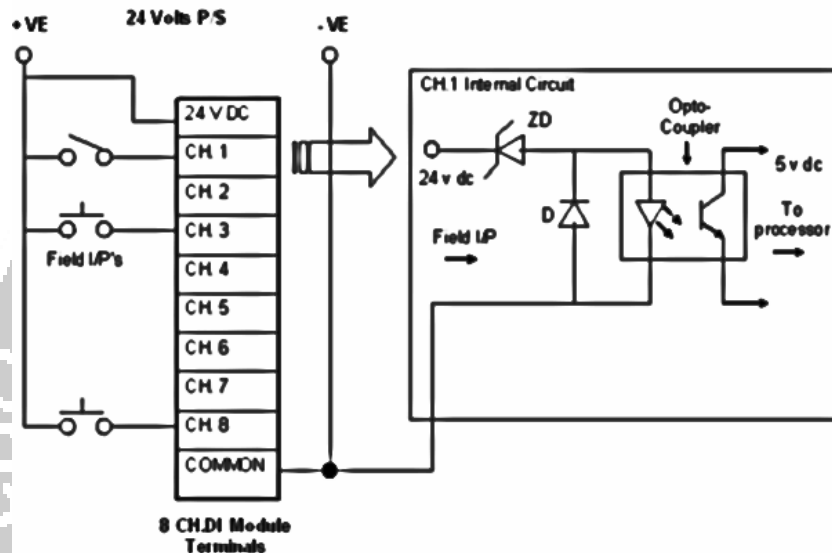 24 Volts P/S
+VE
-VE
24 V DC
CH. 1
CH. 2
CH. 3
CH. 4
CH. 5
CH. 6
CH. 7
CH. 8
COMMON
Field I/P's
8 CH.DI Module
Terminals
CH.1 Internal Circuit
ZD
Opto-
Coupler
24 v dc
D
Field I/P
5 v dc
To
processor